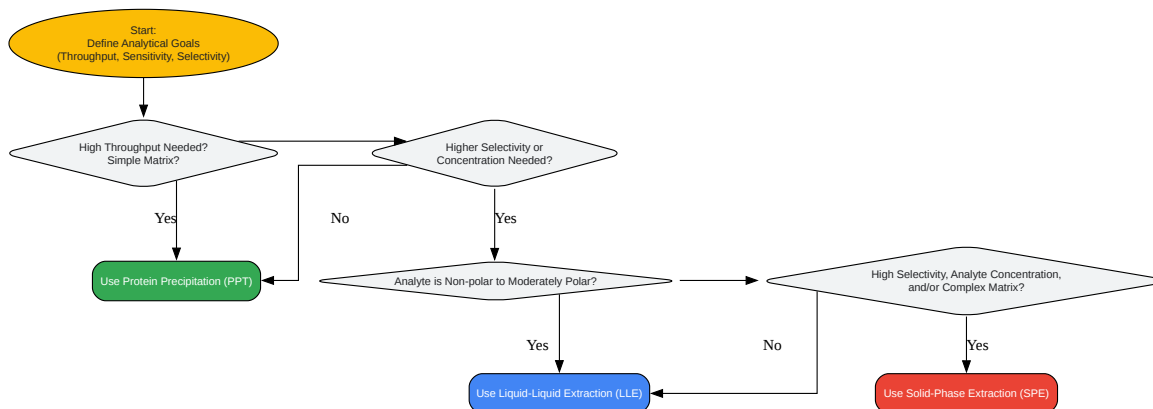 Start:
Define Analytical Goals
(Throughput, Sensitivity, Selectivity)
High Throughput Needed?
Simple Matrix?
Higher Selectivity or
Concentration Needed?
Yes
No
Yes
Use Protein Precipitation (PPT)
Analyte is Non-polar to Moderately Polar?
High Selectivity, Analyte Concentration,
and/or Complex Matrix?
Yes
No
Yes
Use Liquid-Liquid Extraction (LLE)
Use Solid-Phase Extraction (SPE)